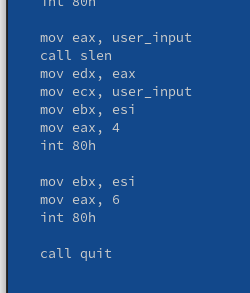 int 80h
mov eax, user_input
call slen
mov edx, eax
mov ecx, user_input
mov ebx, esi
mov eax, 4
int 80h
mov ebx, esi
mov eax, 6
int 80h
call quit